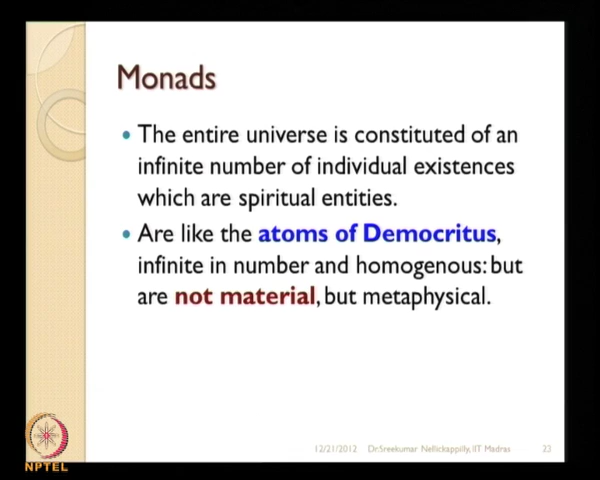 Monads
The entire universe is constituted of an
infinite number of individual existences
which are spiritual entities.
Are like the atoms of Democritus,
infinite in number and homogenous: but
are not material, but metaphysical.
12/21/2012 Dr.Sreekumar Nellickappilly, IIT Madras 23
NPTEL